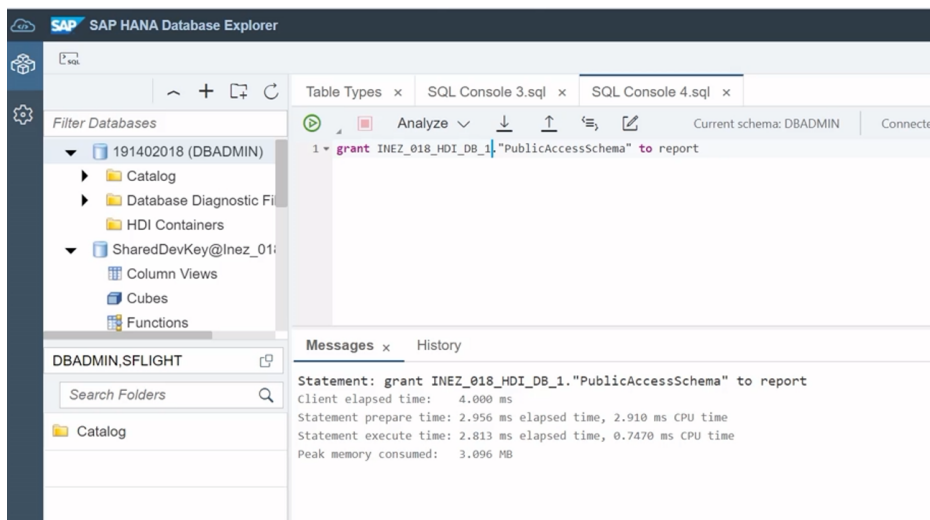 SAP SAP HANA Database Explorer
SQL
Table Types × SQL Console 3.sql × SQL Console 4.sql ×
Filter Databases
Analyze Current schema: DBADMIN Connecte
191402018 (DBADMIN)
1 grant INEZ_018_HDI_DB_1."PublicAccessSchema" to report
Catalog
Database Diagnostic Fi
HDI Containers
SharedDevKey@Inez_018
Column Views
Cubes
Functions
Messages × History
DBADMIN,SFLIGHT
Search Folders
Catalog
Statement: grant INEZ_018_HDI_DB_1."PublicAccessSchema" to report
Client elapsed time: 4.000 ms
Statement prepare time: 2.956 ms elapsed time, 2.910 ms CPU time
Statement execute time: 2.813 ms elapsed time, 0.7470 ms CPU time
Peak memory consumed: 3.096 MB